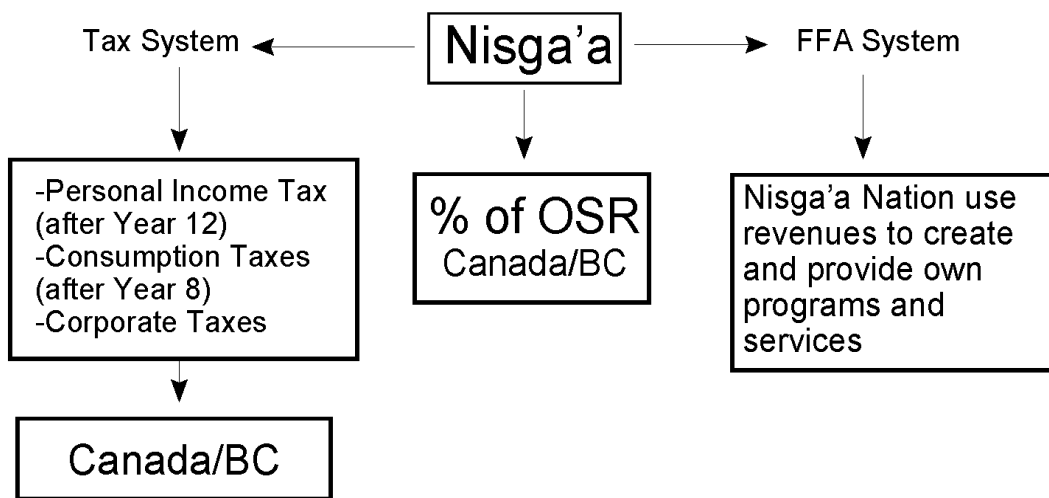 Tax System
Nisga'a
FFA System
-Personal Income Tax
(after Year 12)
-Consumption Taxes
(after Year 8)
-Corporate Taxes
% of OSR
Canada/BC
Nisga'a Nation use
revenues to create
and provide own
programs and
services
Canada/BC